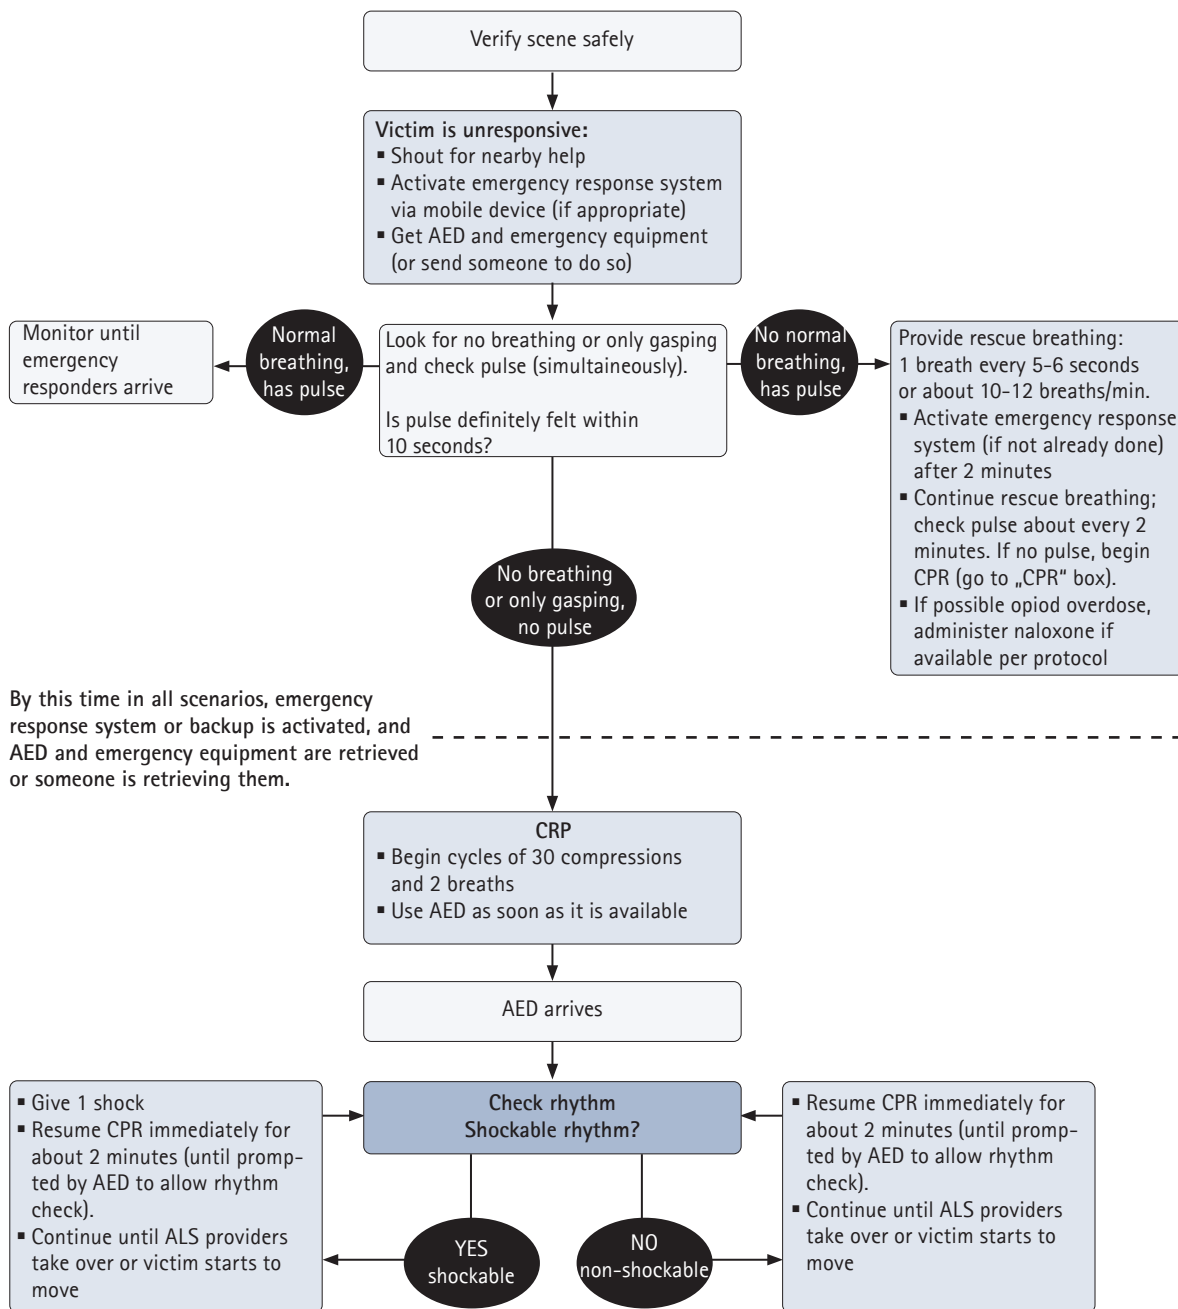 Verify scene safely
Victim is unresponsive:
▪ Shout for nearby help
▪ Activate emergency response system
via mobile device (if appropriate)
▪ Get AED and emergency equipment
(or send someone to do so)
Monitor until
emergency
responders arrive
Normal
breathing,
has pulse
Look for no breathing or only gasping
and check pulse (simultaineously).
Is pulse definitely felt within
10 seconds?
No normal
breathing,
has pulse
Provide rescue breathing:
1 breath every 5-6 seconds
or about 10-12 breaths/min.
▪ Activate emergency response
system (if not already done)
after 2 minutes
▪ Continue rescue breathing;
check pulse about every 2
minutes. If no pulse, begin
CPR (go to „CPR“ box).
▪ If possible opiod overdose,
administer naloxone if
available per protocol
No breathing
or only gasping,
no pulse
By this time in all scenarios, emergency
response system or backup is activated, and
AED and emergency equipment are retrieved
or someone is retrieving them.
CRP
▪ Begin cycles of 30 compressions
and 2 breaths
▪ Use AED as soon as it is available
AED arrives
Check rhythm
Shockable rhythm?
▪ Give 1 shock
▪ Resume CPR immediately for
about 2 minutes (until promp-
ted by AED to allow rhythm
check).
▪ Continue until ALS providers
take over or victim starts to
move
YES
shockable
NO
non-shockable
▪ Resume CPR immediately for
about 2 minutes (until promp-
ted by AED to allow rhythm
check).
▪ Continue until ALS providers
take over or victim starts to
move